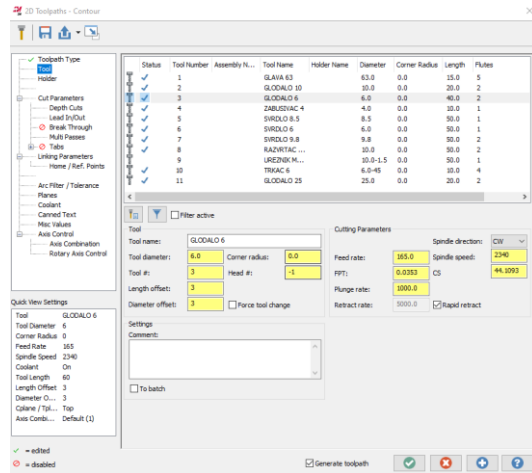 2D Toolpaths - Contour
Toolpath Type
Tool
Holder
Cut Parameters
Depth Cuts
Lead In/Out
Break Through
Multi Passes
Tabs
Linking Parameters
Home / Ref. Points
Arc Filter / Tolerance
Planes
Coolant
Canned Text
Misc Values
Axis Control
Axis Combination
Rotary Axis Control
Quick View Settings
Tool GLODALO 6
Tool Diameter 6
Corner Radius 0
Feed Rate 165
Spindle Speed 2340
Coolant On
Tool Length 60
Length Offset 3
Diameter O... 3
Cplane / Tpl... Top
Axis Combi... Default (1)
= edited
= disabled
Status Tool Number Assembly N... Tool Name Holder Name Diameter Corner Radius Length Flutes
1 GLAVA 63 63.0 0.0 15.0 5
2 GLODALO 10 10.0 0.0 20.0 2
3 GLODALO 6 6.0 0.0 40.0 2
4 ZABUSIVAC 4 4.0 0.0 10.0 1
5 SVRDLO 8.5 8.5 0.0 50.0 1
6 SVRDLO 6 6.0 0.0 50.0 1
7 SVRDLO 9.8 9.8 0.0 50.0 2
8 RAZVRTAC ... 10.0 0.0 50.0 2
9 UREZNIK M... 10.0-1.5 0.0 50.0 1
10 TRKAC 6 6.0-45 0.0 10.0 4
11 GLODALO 25 25.0 0.0 20.0 2
Filter active
Tool
Tool name: GLODALO 6
Tool diameter: 6.0 Corner radius: 0.0
Tool #: 3 Head #: -1
Length offset: 3
Diameter offset: 3 Force tool change
Cutting Parameters
Spindle direction: CW
Feed rate: 165.0 Spindle speed: 2340
FPT: 0.0353 CS 44.1093
Plunge rate: 1000.0
Retract rate: 5000.0 Rapid retract
Settings
Comment:
To batch
Generate toolpath